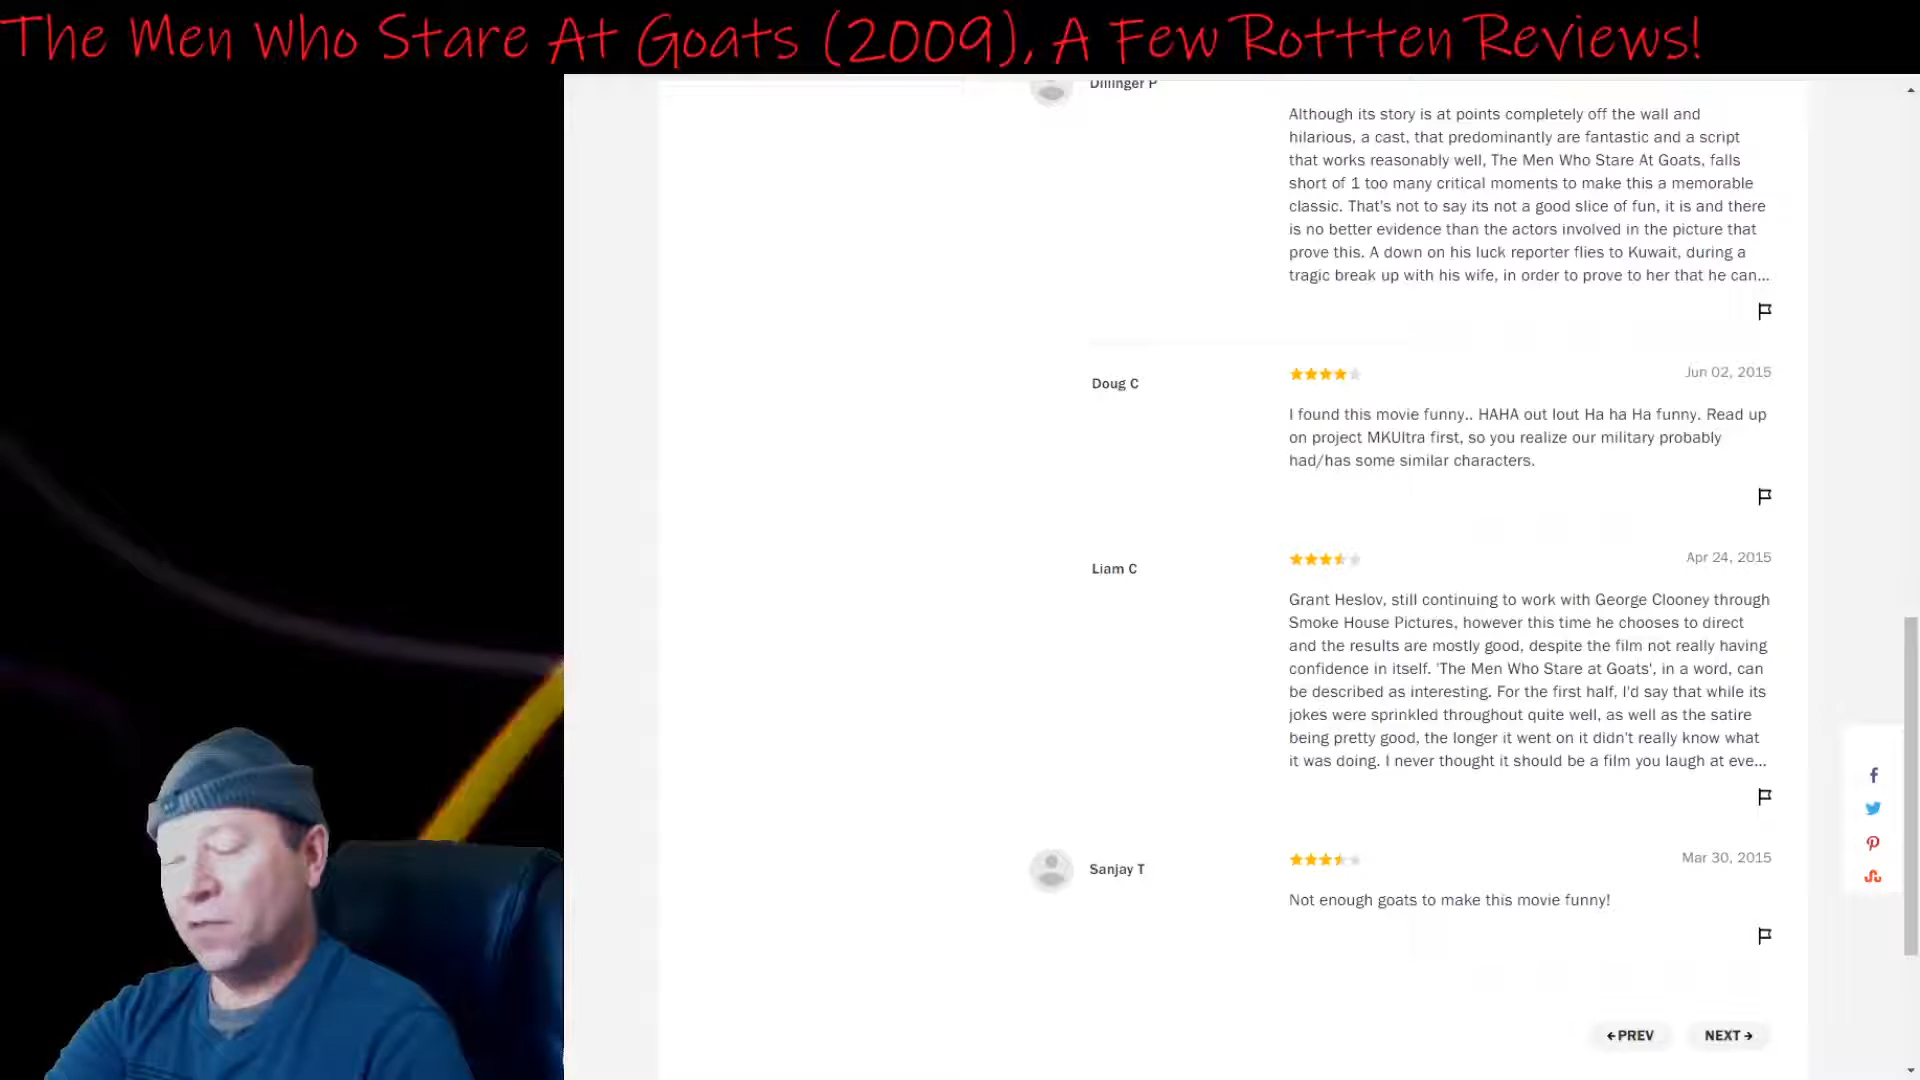 The Men Who Stare At Goats (2009), A Few Rottten Reviews!
Dillinger P
Although its story is at points completely off the wall and
hilarious, a cast, that predominantly are fantastic and a script
that works reasonably well, The Men Who Stare At Goats, falls
short of 1 too many critical moments to make this a memorable
classic. That's not to say its not a good slice of fun, it is and there
is no better evidence than the actors involved in the picture that
prove this. A down on his luck reporter flies to Kuwait, during a
tragic break up with his wife, in order to prove to her that he can...
Doug C
Jun 02, 2015
I found this movie funny.. HAHA out lout Ha ha Ha funny. Read up
on project MKUltra first, so you realize our military probably
had/has some similar characters.
Liam C
Apr 24, 2015
Grant Heslov, still continuing to work with George Clooney through
Smoke House Pictures, however this time he chooses to direct
and the results are mostly good, despite the film not really having
confidence in itself. 'The Men Who Stare at Goats', in a word, can
be described as interesting. For the first half, I'd say that while its
jokes were sprinkled throughout quite well, as well as the satire
being pretty good, the longer it went on it didn't really know what
it was doing. I never thought it should be a film you laugh at eve...
Sanjay T
Mar 30, 2015
Not enough goats to make this movie funny!
PREV
NEXT